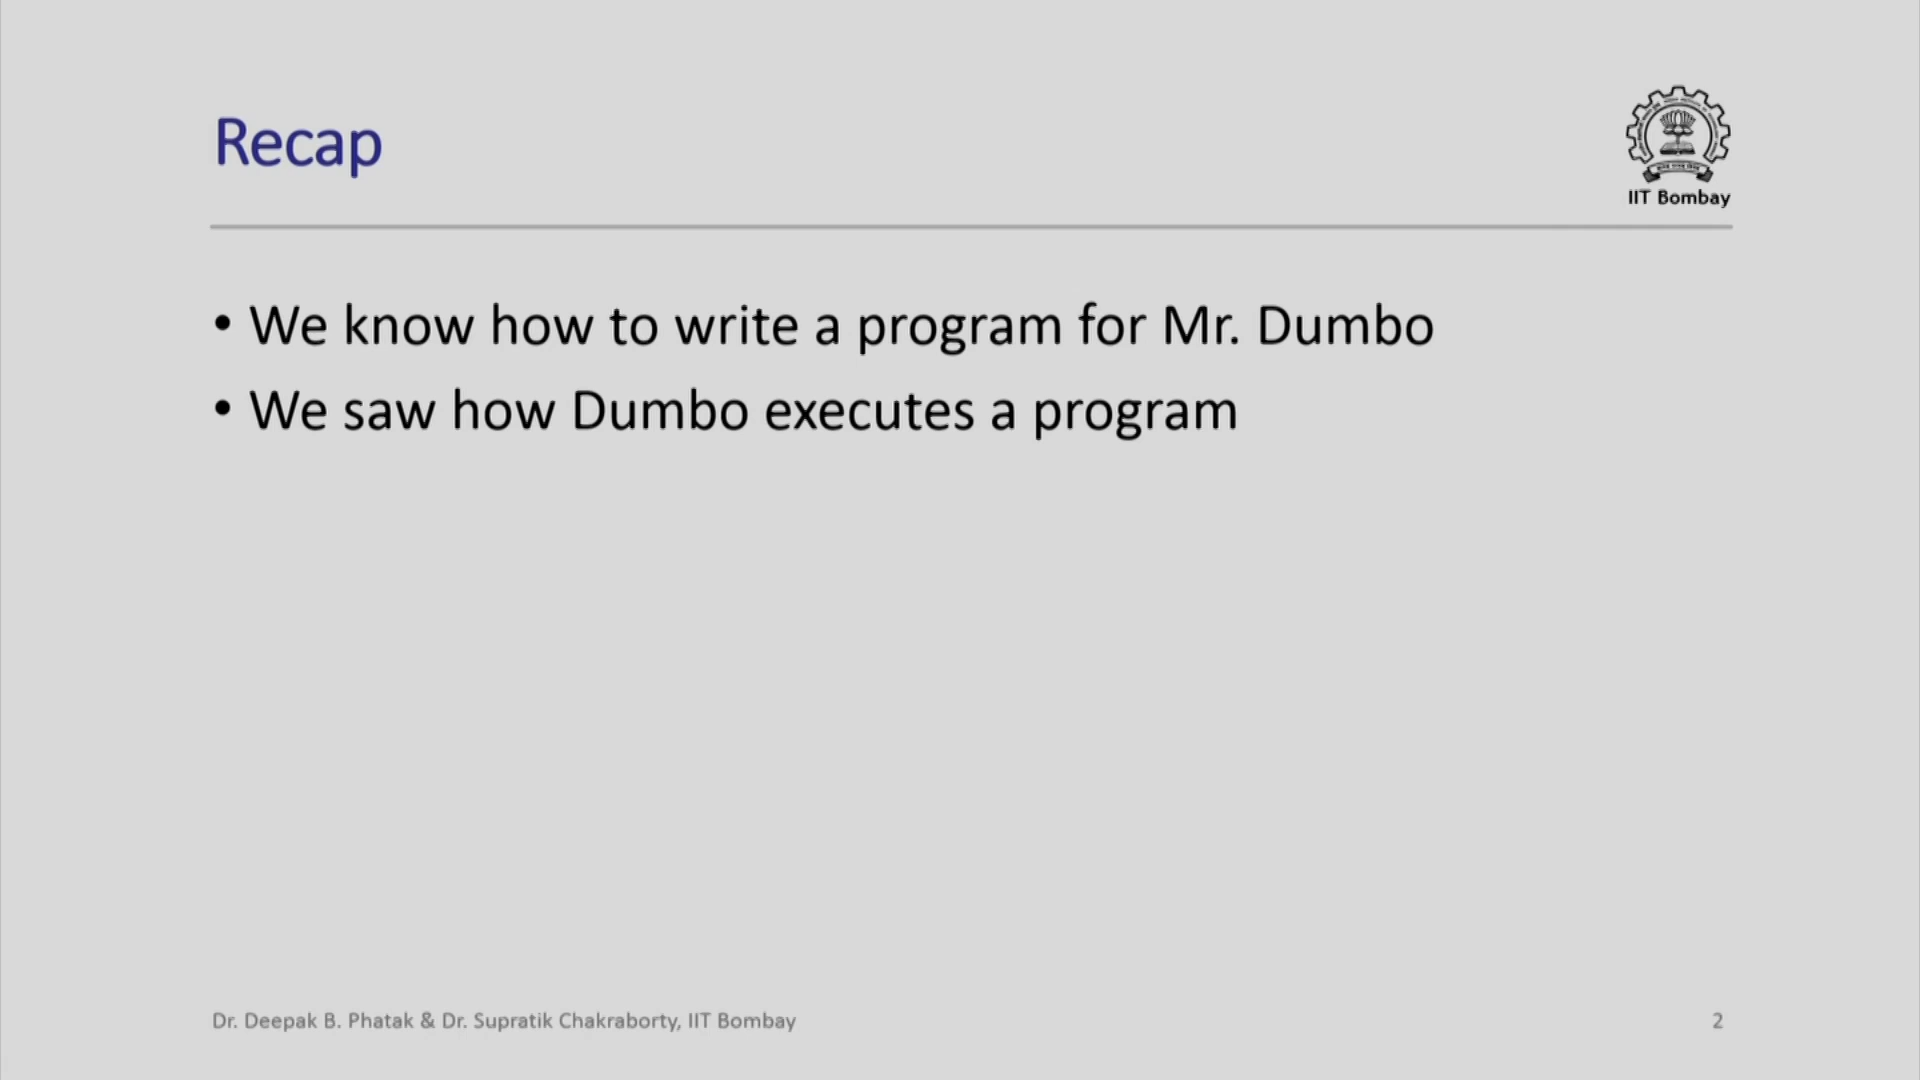 Recap
IIT Bombay
• We know how to write a program for Mr. Dumbo
• We saw how Dumbo executes a program
Dr. Deepak B. Phatak & Dr. Supratik Chakraborty, IIT Bombay
2